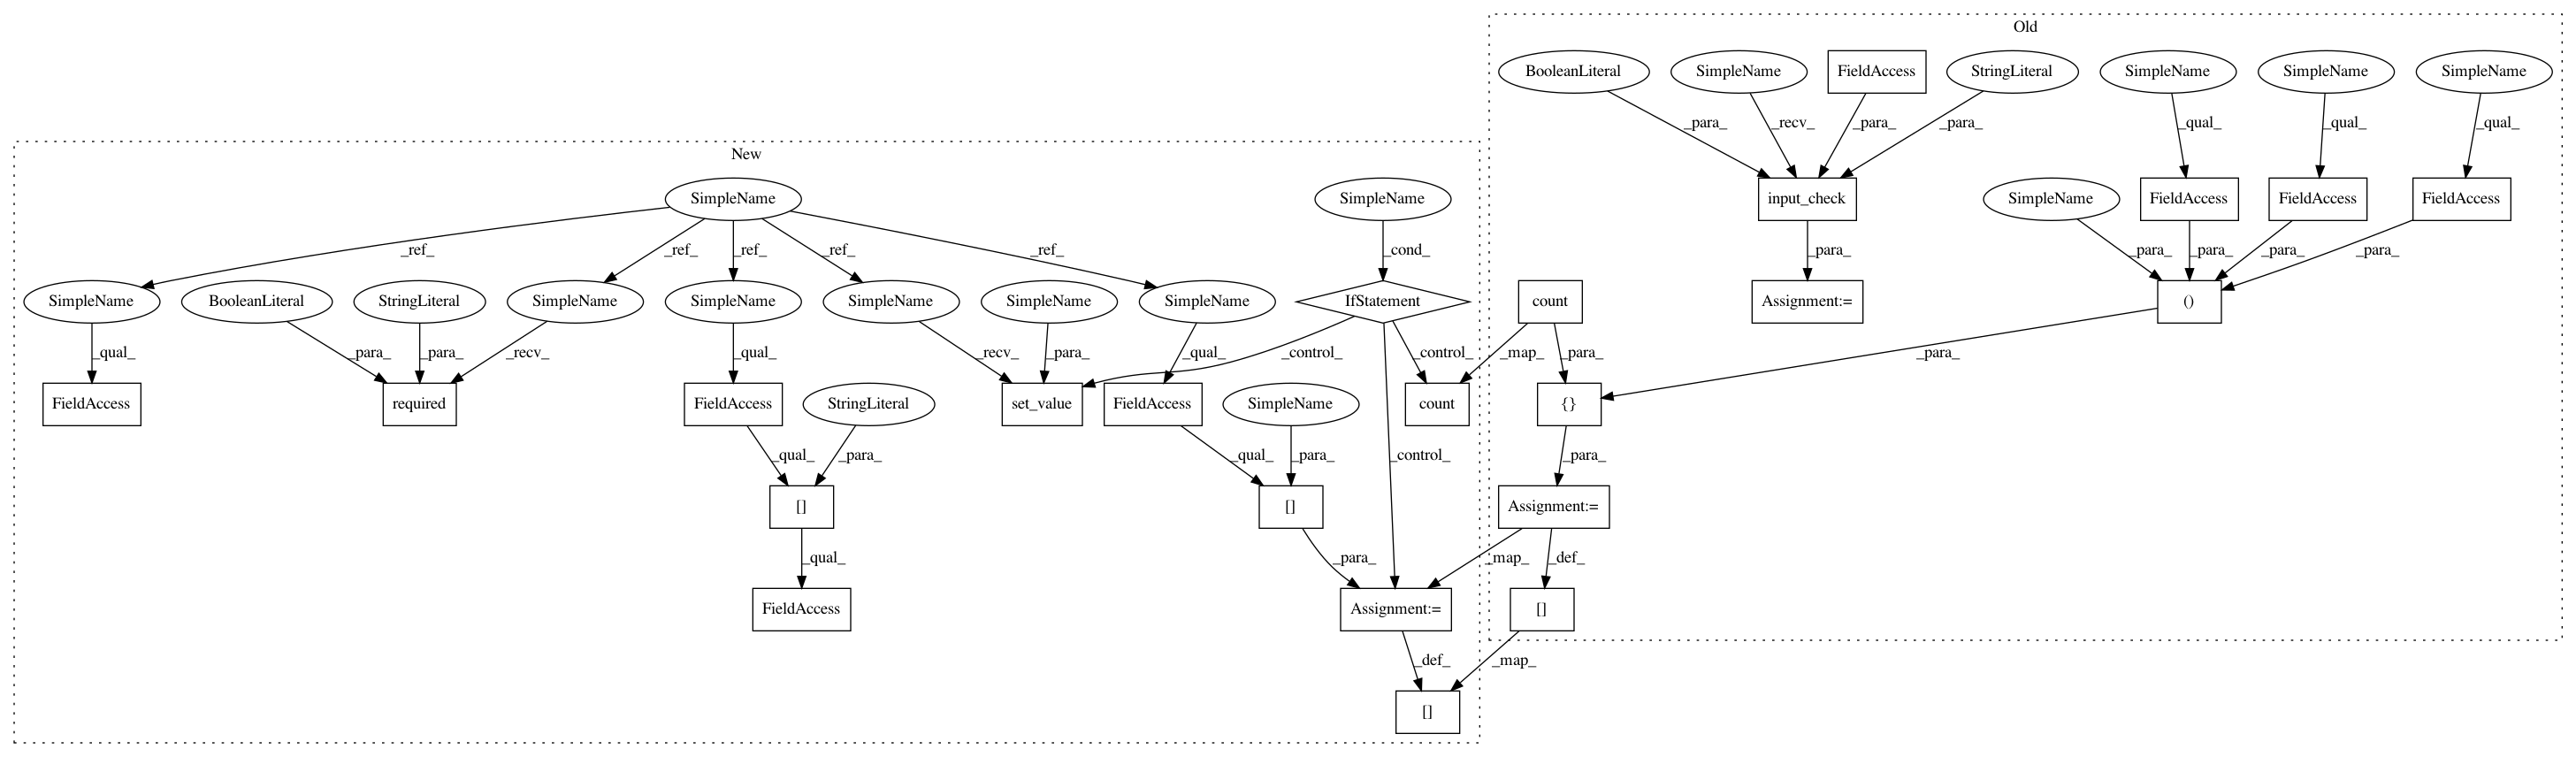 Old
BooleanLiteral SimpleName FieldAccess StringLiteral SimpleName SimpleName SimpleName
_para_ _recv_ _para_ _para_ _qual_ _qual_ _qual_
New
SimpleName SimpleName input_check SimpleName FieldAccess FieldAccess FieldAccess
_ref_ _ref_ _ref_ _ref_ _ref_ _cond_ _para_ _para_ _para_ _para_ _para_
SimpleName BooleanLiteral StringLiteral SimpleName SimpleName SimpleName SimpleName SimpleName IfStatement count Assignment:= ()
_qual_ _para_ _para_ _recv_ _qual_ _recv_ _para_ _qual_ _control_ _control_ _map_ _para_ _para_
FieldAccess required FieldAccess StringLiteral set_value FieldAccess SimpleName count {}
_qual_ _para_ _qual_ _para_ _control_ _para_
[] [] Assignment:=
_qual_ _para_ _map_ _def_
FieldAccess Assignment:= []
_def_ _map_
[]